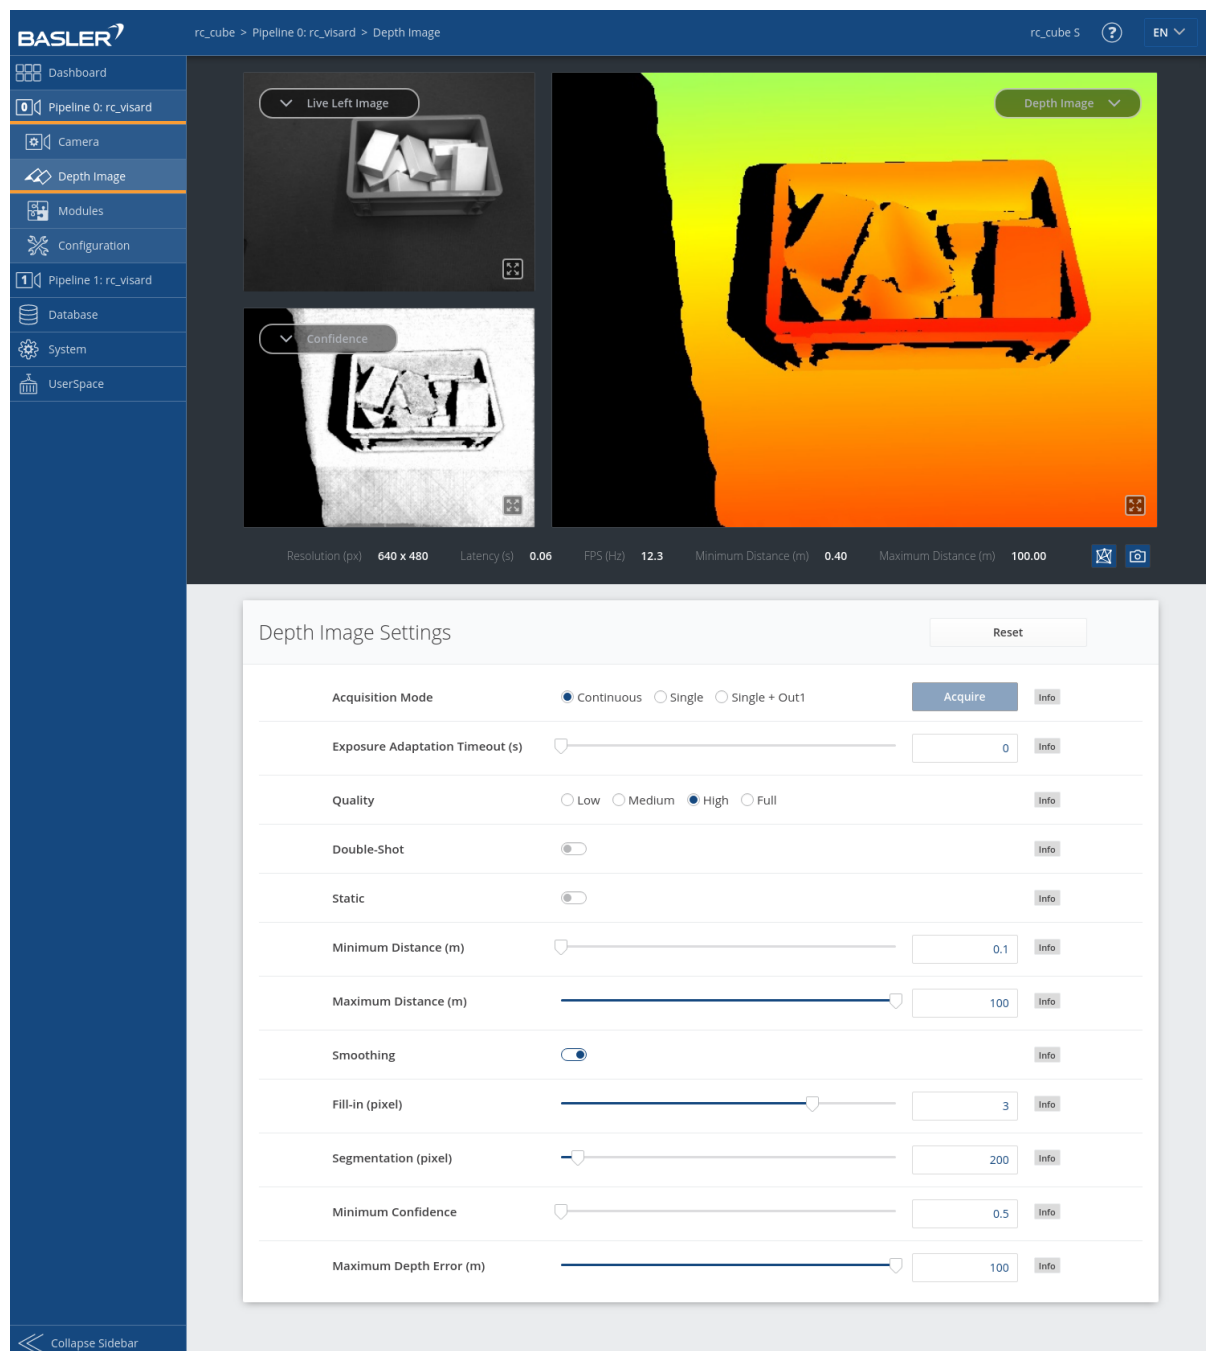 BASLER
rc_cube > Pipeline 0: rc_visard > Depth Image
rc_cube S ? EN
Dashboard
0 Pipeline 0: rc_visard
Camera
Depth Image
Modules
Configuration
1 Pipeline 1: rc_visard
Database
System
UserSpace
Live Left Image
Depth Image
Confidence
Resolution (px) 640 x 480 Latency (s) 0.06 FPS (Hz) 12.3 Minimum Distance (m) 0.40 Maximum Distance (m) 100.00
Depth Image Settings Reset
Acquisition Mode Continuous Single Single + Out1 Acquire Info
Exposure Adaptation Timeout (s) 0 Info
Quality Low Medium High Full Info
Double-Shot Info
Static Info
Minimum Distance (m) 0.1 Info
Maximum Distance (m) 100 Info
Smoothing Info
Fill-in (pixel) 3 Info
Segmentation (pixel) 200 Info
Minimum Confidence 0.5 Info
Maximum Depth Error (m) 100 Info
Collapse Sidebar